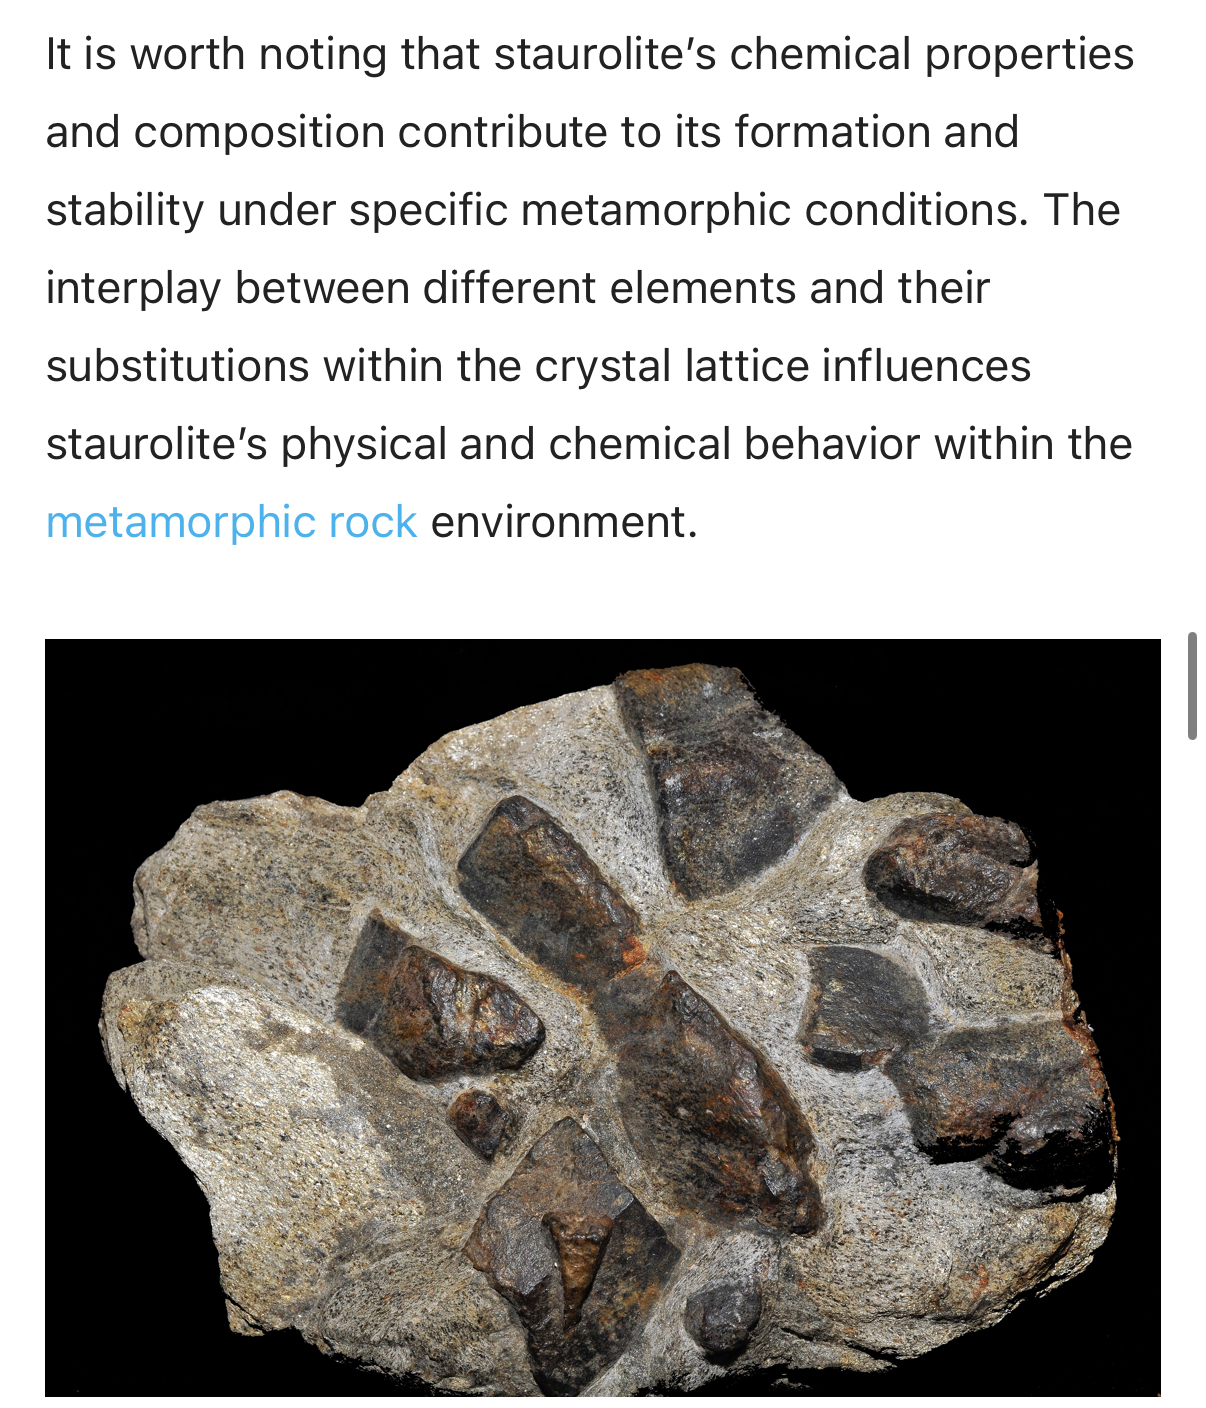 It is worth noting that staurolite’s chemical properties
and composition contribute to its formation and
stability under specific metamorphic conditions. The
interplay between different elements and their
substitutions within the crystal lattice influences
staurolite’s physical and chemical behavior within the
metamorphic rock environment.